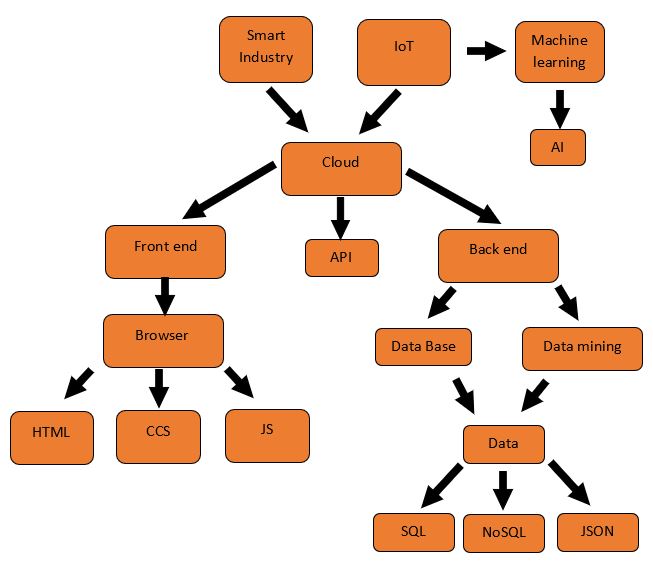 Smart
Industry
IoT
Machine
learning
AI
Cloud
Front end
API
Back end
Browser
Data Base
Data mining
HTML
CCS
JS
Data
SQL
NoSQL
JSON